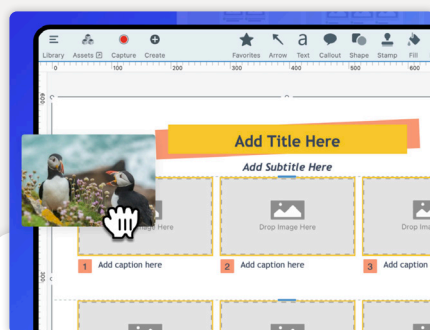 Library Assets Capture Create Favorites Arrow Text Callout Shape Stamp Fill
0 100 200 300 400 500 600
Add Title Here
Add Subtitle Here
Image Here Drop Image Here Drop Im
1 Add caption here 2 Add caption here 3 Add caption